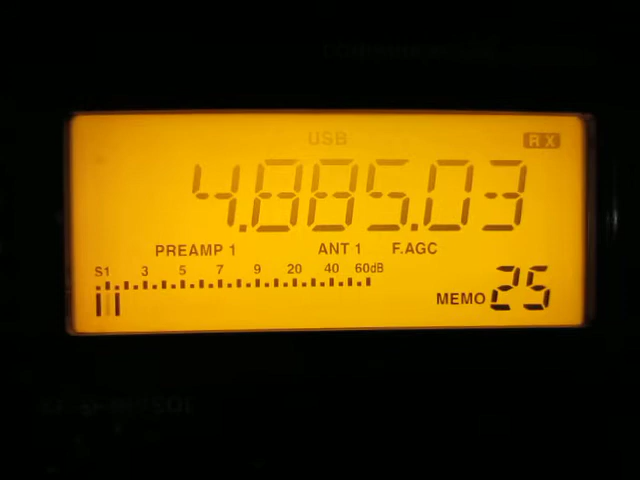 USB RX
4.885.03
PREAMP 1 ANT 1 F.AGC
S1 3 5 7 9 20 40 60dB
MEMO 25